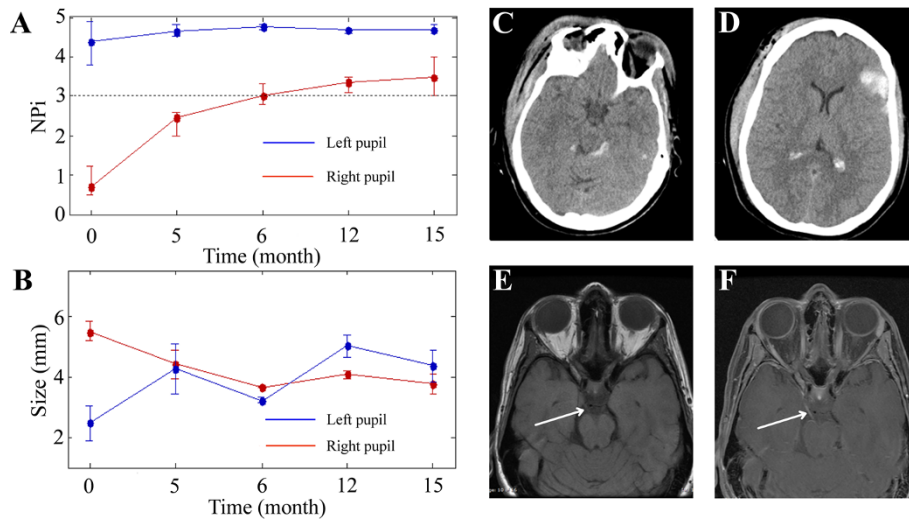 A
5
4
3
2
1
0
NPi
Left pupil
Right pupil
0 5 6 12 15
Time (month)
B
6
4
2
Size (mm)
Left pupil
Right pupil
0 5 6 12 15
Time (month)
C
D
E
F